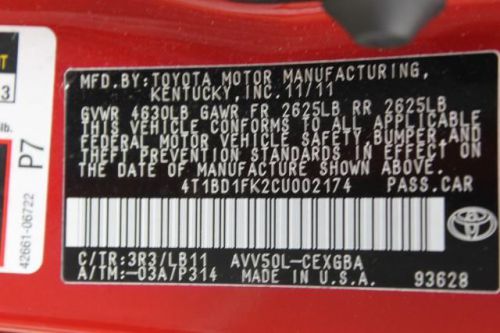 MFD.BY:TOYOTA MOTOR MANUFACTURING,
KENTUCKY, INC. 11/11
GVWR 4630LB GAWR FR 2625LB RR 2625LB
THIS VEHICLE CONFORMS TO ALL APPLICABLE
FEDERAL MOTOR VEHICLE SAFETY, BUMPER, AND
THEFT PREVENTION STANDARDS IN EFFECT ON
THE DATE OF MANUFACTURE SHOWN ABOVE.
4T1BD1FK2CU002174 PASS.CAR
C/TR:3R3/LB11 AVV50L-CEXGBA
A/TM:-03A/P314 MADE IN U.S.A. 93628
TOYOTA
P7
42661-06722
lb.
3